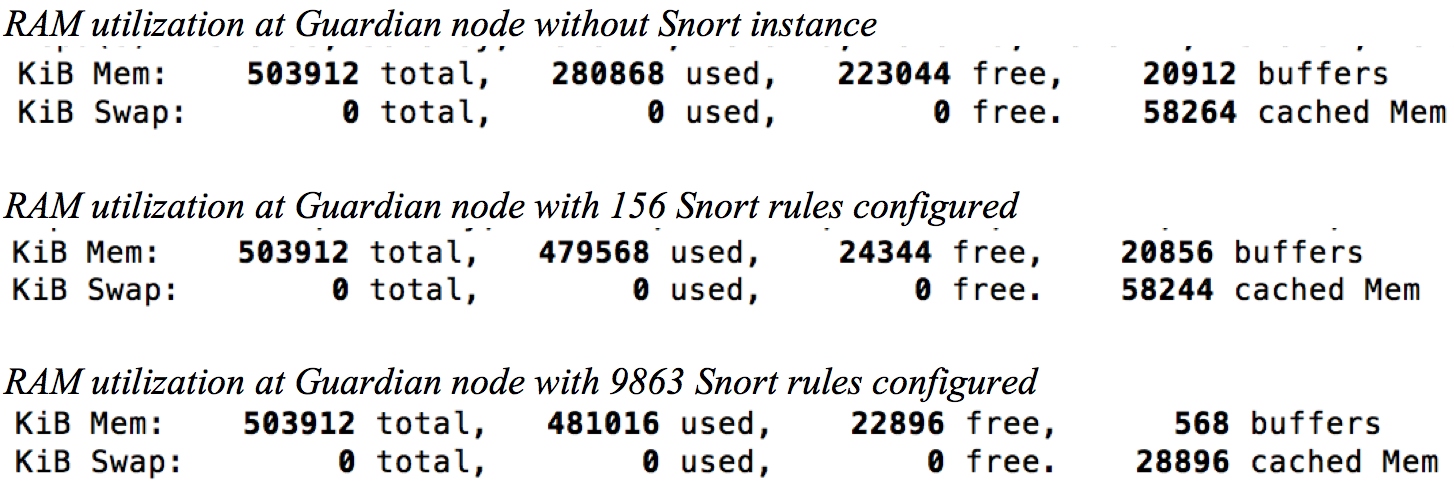 RAM utilization at Guardian node without Snort instance
KiB Mem: 503912 total, 280868 used, 223044 free, 20912 buffers
KiB Swap: 0 total, 0 used, 0 free. 58264 cached Mem
RAM utilization at Guardian node with 156 Snort rules configured
KiB Mem: 503912 total, 479568 used, 24344 free, 20856 buffers
KiB Swap: 0 total, 0 used, 0 free. 58244 cached Mem
RAM utilization at Guardian node with 9863 Snort rules configured
KiB Mem: 503912 total, 481016 used, 22896 free, 568 buffers
KiB Swap: 0 total, 0 used, 0 free. 28896 cached Mem